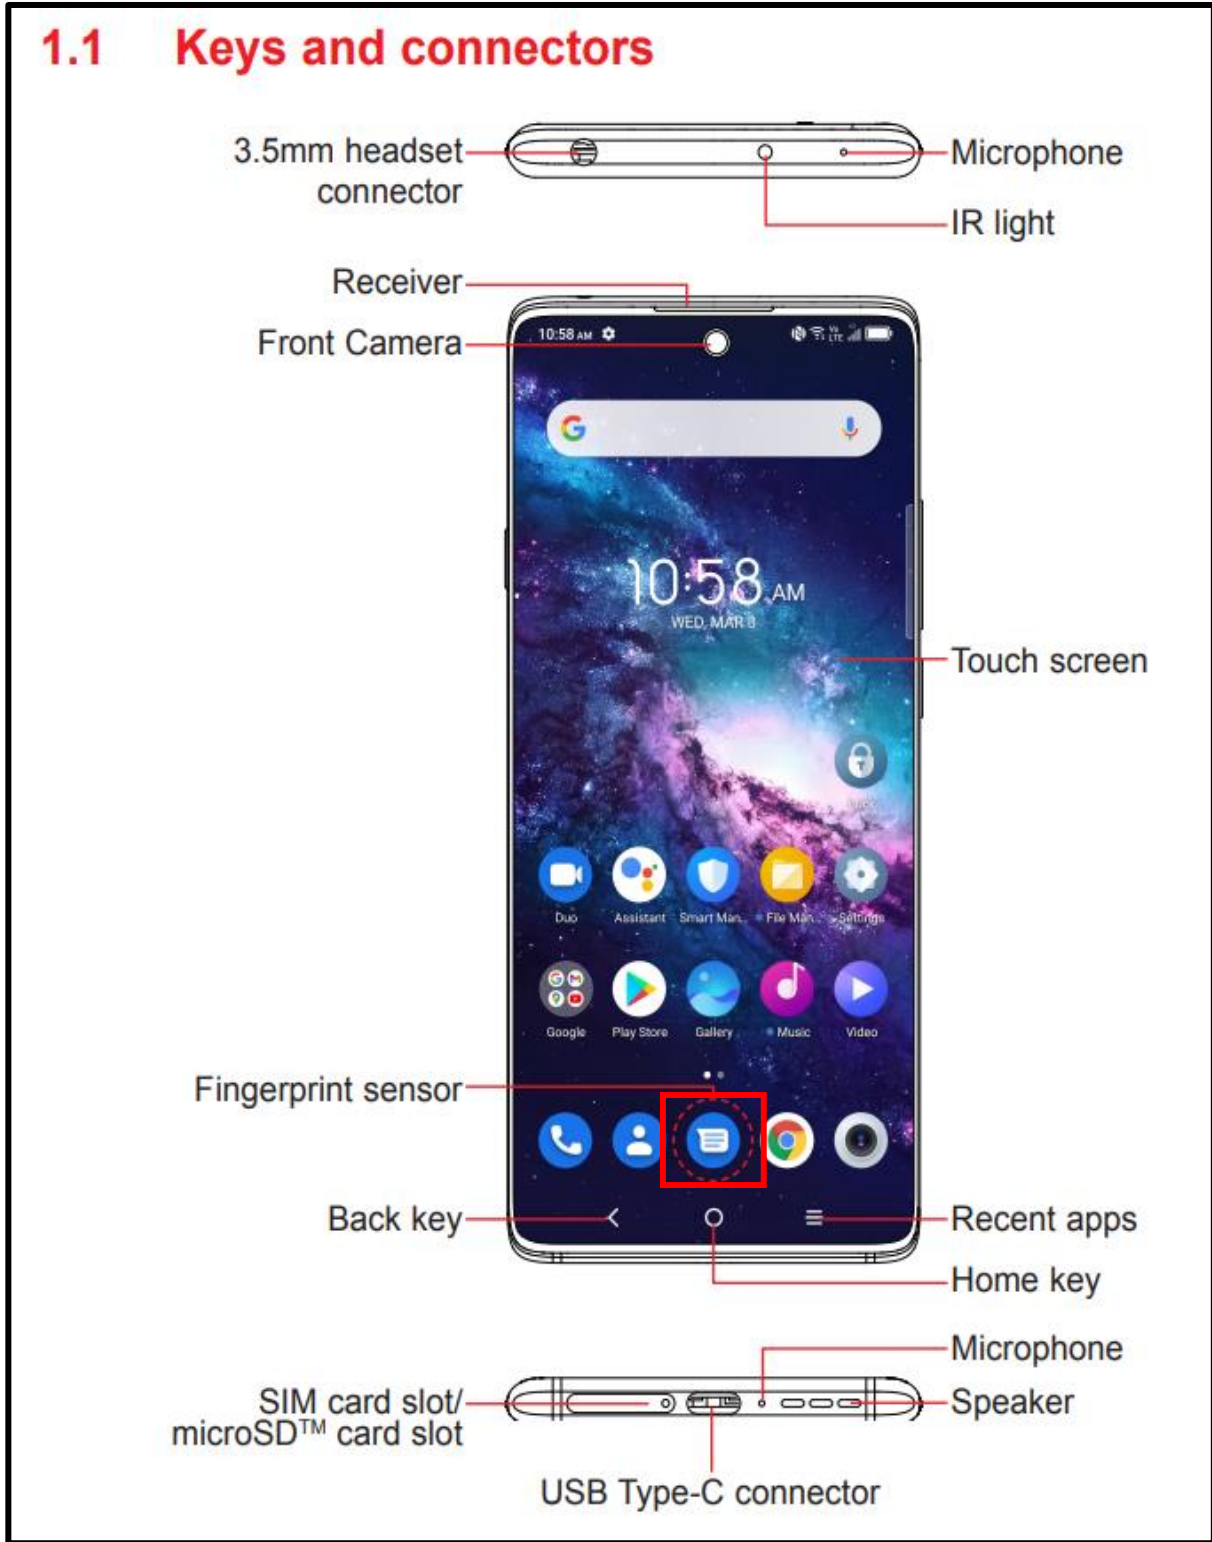 1.1 Keys and connectors
3.5mm headset
connector
Microphone
IR light
Receiver
Front Camera
10:58 AM
Vo
LTE
G
10:58 AM
WED, MAR 3
Touch screen
Duo Assistant Smart Man.. File Man.. Settings
Google Play Store Gallery Music Video
Fingerprint sensor
Back key
Recent apps
Home key
Microphone
SIM card slot/
microSD™ card slot
Speaker
USB Type-C connector